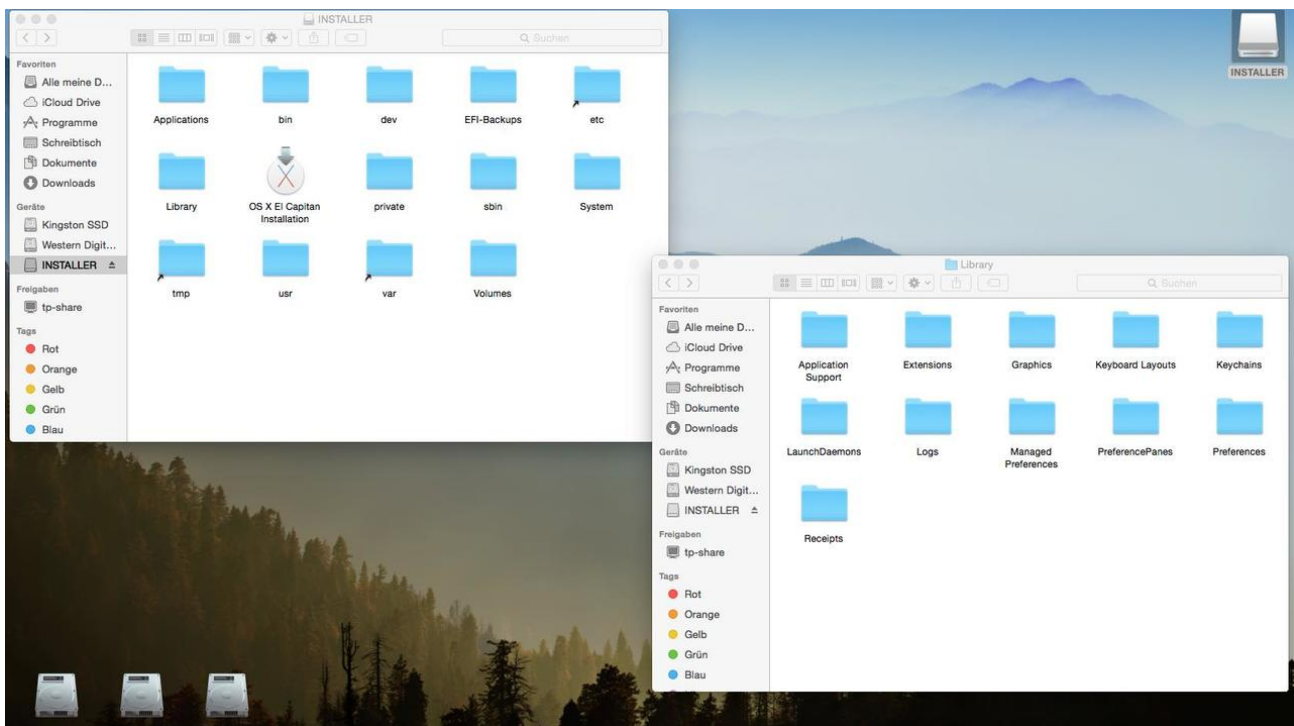 INSTALLER
Suchen
Favoriten
Alle meine D...
iCloud Drive
Programme
Schreibtisch
Dokumente
Downloads
Geräte
Kingston SSD
Western Digit...
INSTALLER
Freigaben
tp-share
Tags
Rot
Orange
Gelb
Grün
Blau
Applications
bin
dev
EFI-Backups
etc
Library
OS X El Capitan
Installation
private
sbin
System
tmp
usr
var
Volumes
INSTALLER
Library
Suchen
Favoriten
Alle meine D...
iCloud Drive
Programme
Schreibtisch
Dokumente
Downloads
Geräte
Kingston SSD
Western Digit...
INSTALLER
Freigaben
tp-share
Tags
Rot
Orange
Gelb
Grün
Blau
Application
Support
Extensions
Graphics
Keyboard Layouts
Keychains
LaunchDaemons
Logs
Managed
Preferences
PreferencePanes
Preferences
Receipts